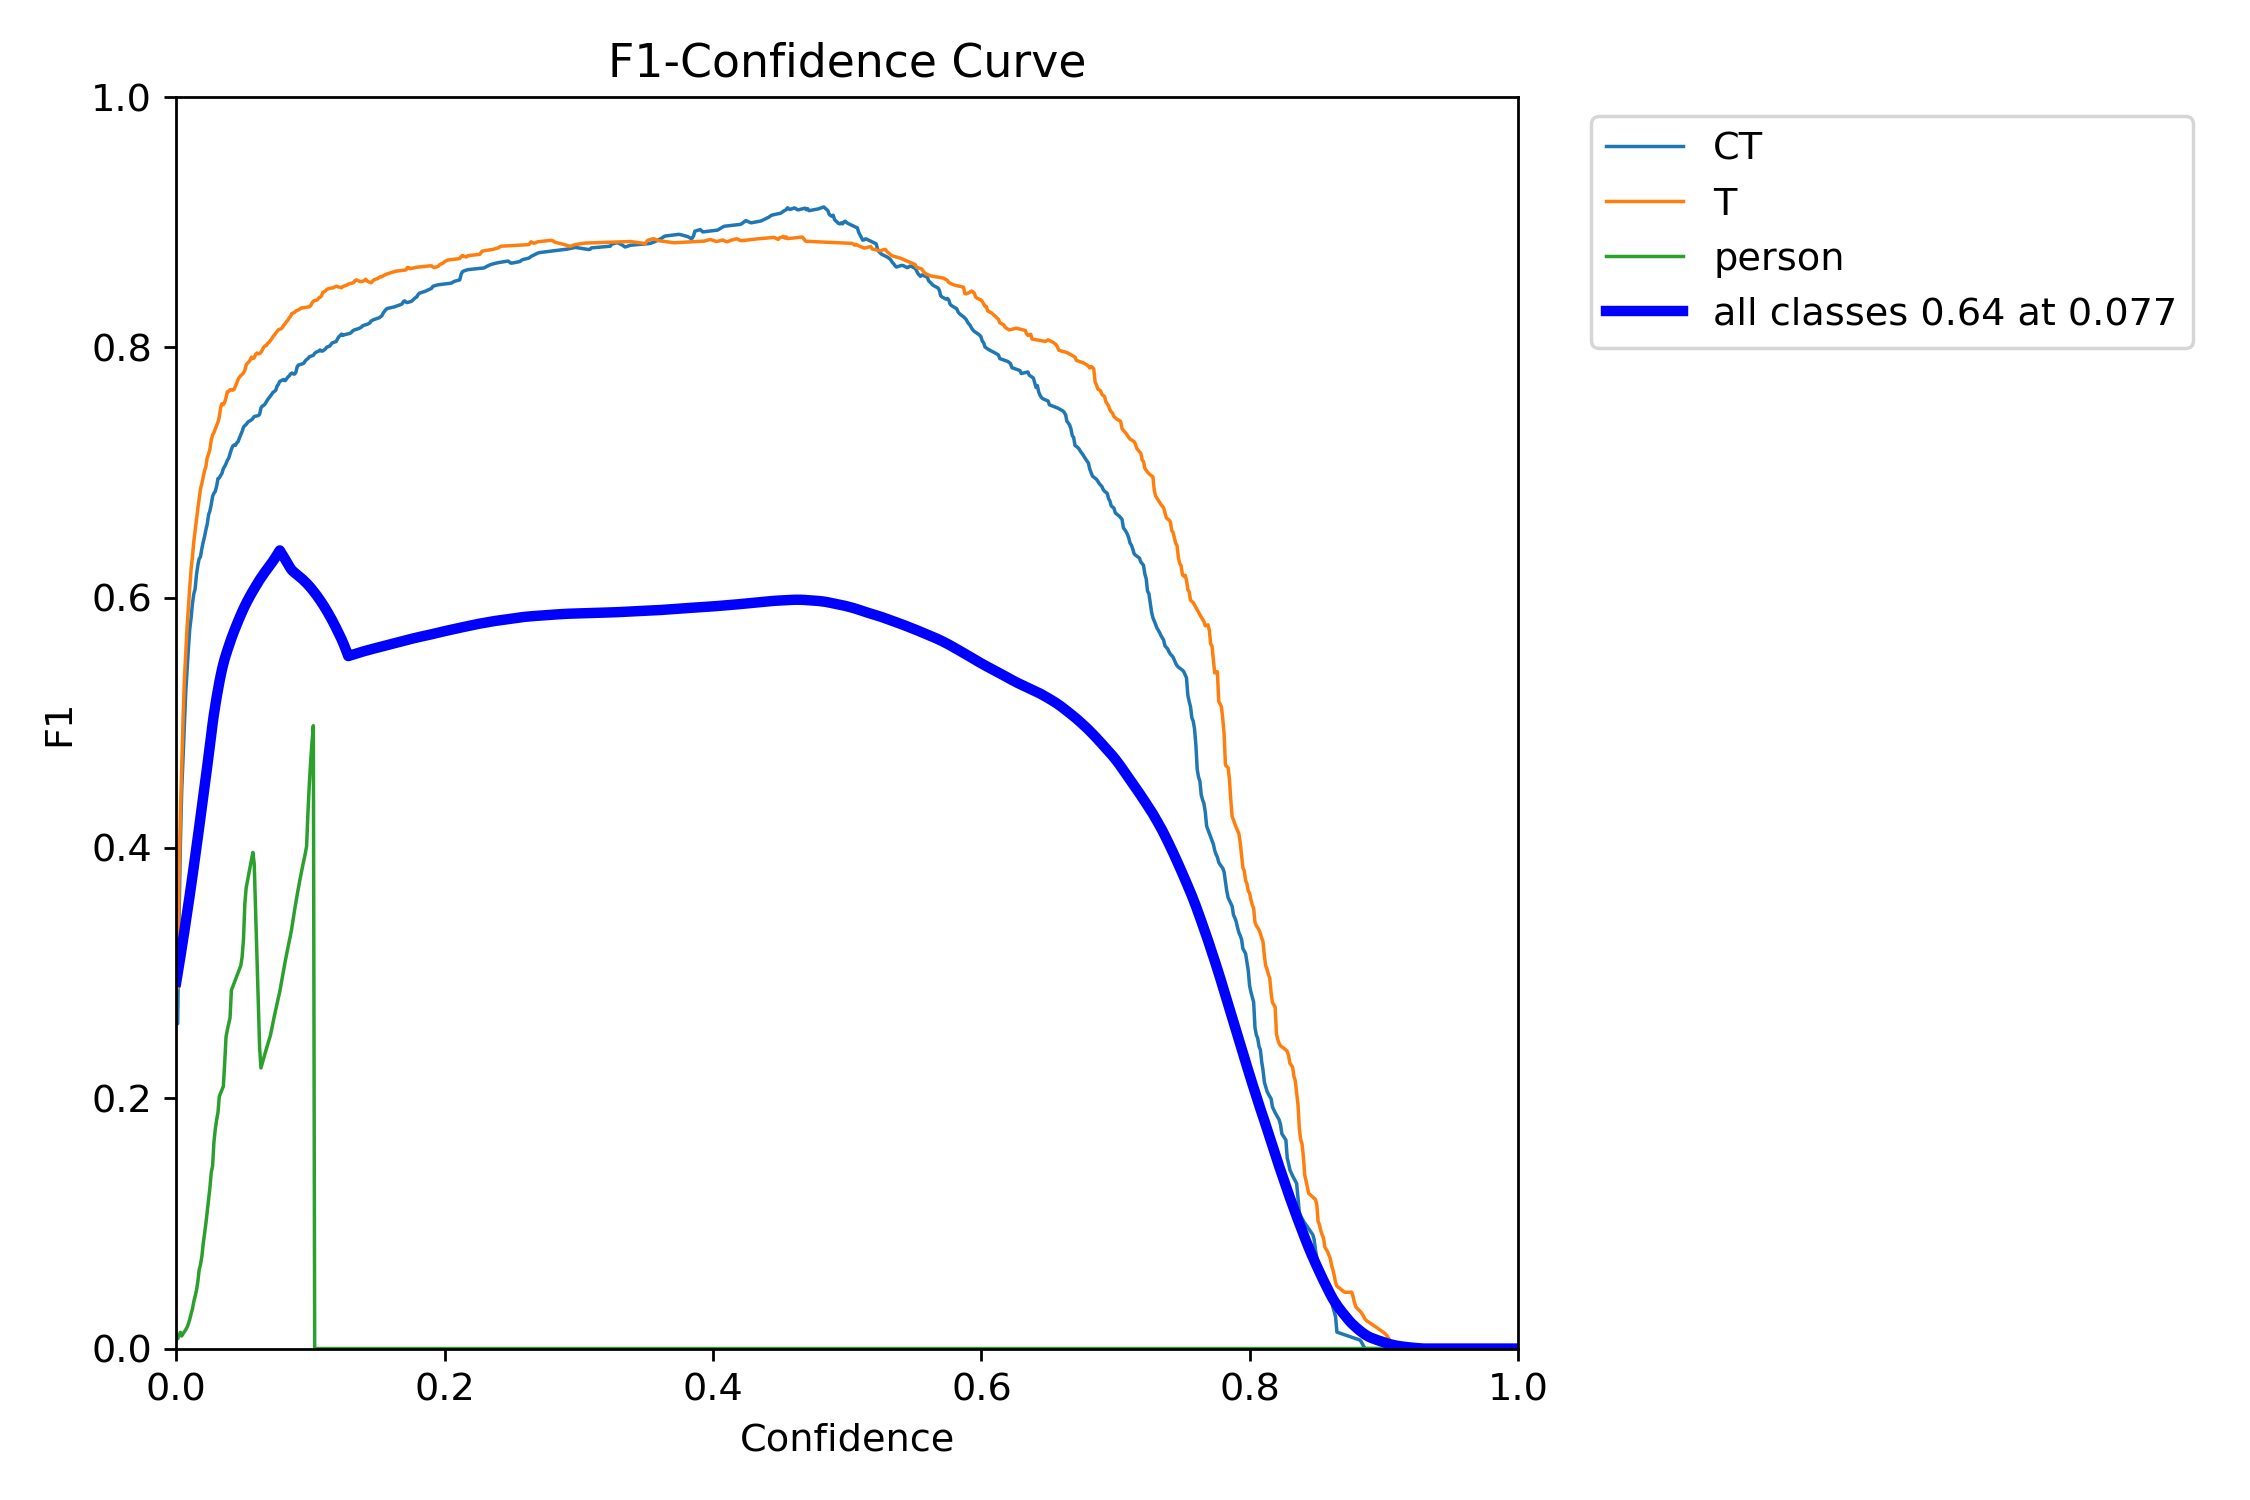 F1-Confidence Curve
1.0
0.8
0.6
0.4
0.2
0.0
F1
0.0 0.2 0.4 0.6 0.8 1.0
Confidence
CT
T
person
all classes 0.64 at 0.077